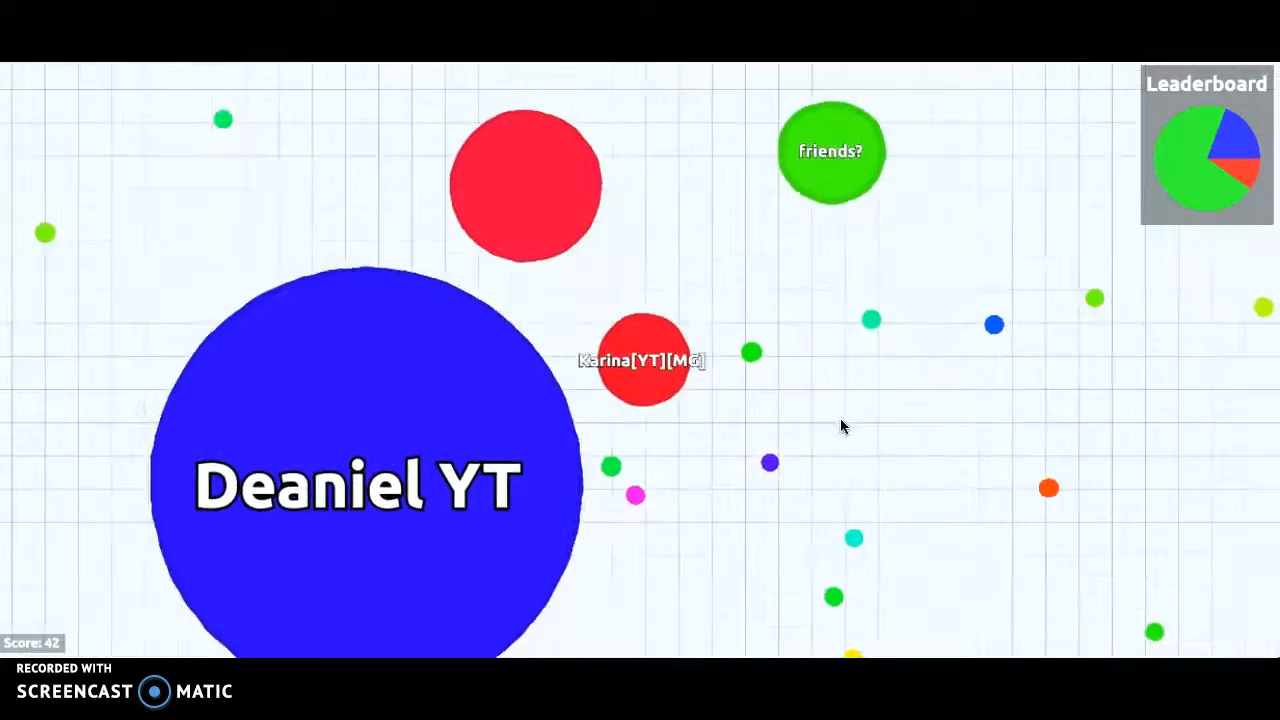 Leaderboard
friends?
Karina[YT][MG]
Deaniel YT
Score: 42
RECORDED WITH
SCREENCAST MATIC